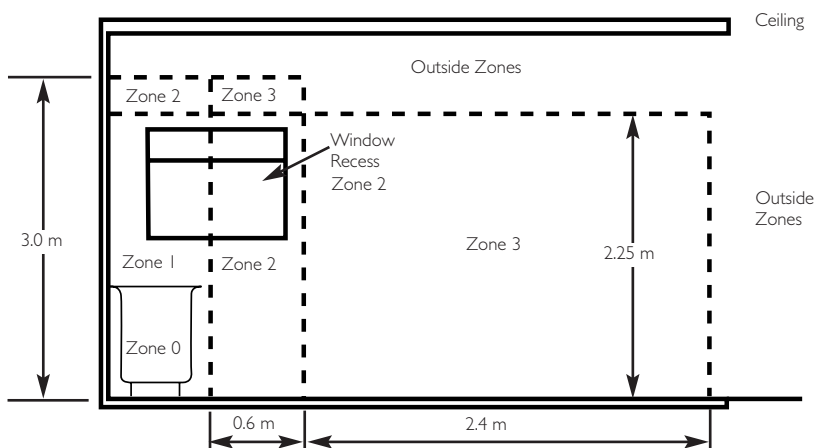 Ceiling
Outside Zones
Zone 2
Zone 3
Window
Recess
Zone 2
Outside
Zones
3.0 m
Zone 3
2.25 m
Zone I
Zone 2
Zone 0
0.6 m
2.4 m